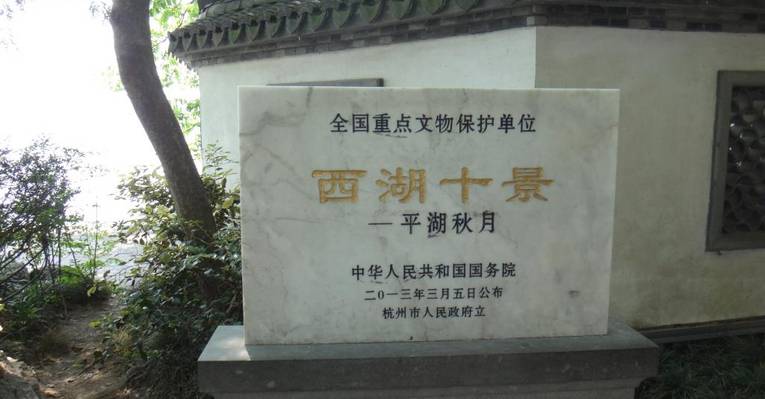 全国重点文物保护单位
西湖十景
—平湖秋月
中华人民共和国国务院
二〇一三年三月五日公布
杭州市人民政府立